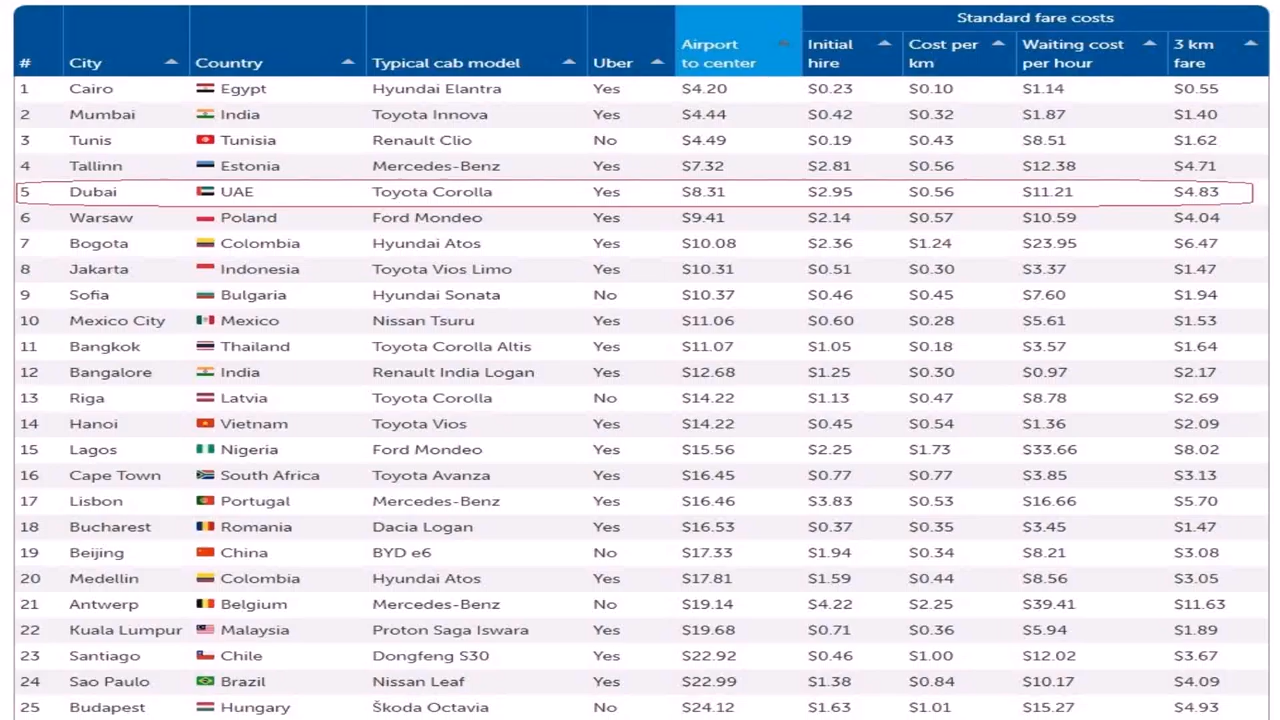 Standard fare costs
# City Country Typical cab model Uber Airport to center Initial hire Cost per km Waiting cost per hour 3 km fare
1 Cairo Egypt Hyundai Elantra Yes $4.20 $0.23 $0.10 $1.14 $0.55
2 Mumbai India Toyota Innova Yes $4.44 $0.42 $0.32 $1.87 $1.40
3 Tunis Tunisia Renault Clio No $4.49 $0.19 $0.43 $8.51 $1.62
4 Tallinn Estonia Mercedes-Benz Yes $7.32 $2.81 $0.56 $12.38 $4.71
5 Dubai UAE Toyota Corolla Yes $8.31 $2.95 $0.56 $11.21 $4.83
6 Warsaw Poland Ford Mondeo Yes $9.41 $2.14 $0.57 $10.59 $4.04
7 Bogota Colombia Hyundai Atos Yes $10.08 $2.36 $1.24 $23.95 $6.47
8 Jakarta Indonesia Toyota Vios Limo Yes $10.31 $0.51 $0.30 $3.37 $1.47
9 Sofia Bulgaria Hyundai Sonata No $10.37 $0.46 $0.45 $7.60 $1.94
10 Mexico City Mexico Nissan Tsuru Yes $11.06 $0.60 $0.28 $5.61 $1.53
11 Bangkok Thailand Toyota Corolla Altis Yes $11.07 $1.05 $0.18 $3.57 $1.64
12 Bangalore India Renault India Logan Yes $12.68 $1.25 $0.30 $0.97 $2.17
13 Riga Latvia Toyota Corolla No $14.22 $1.13 $0.47 $8.78 $2.69
14 Hanoi Vietnam Toyota Vios Yes $14.22 $0.45 $0.54 $1.36 $2.09
15 Lagos Nigeria Ford Mondeo Yes $15.56 $2.25 $1.73 $33.66 $8.02
16 Cape Town South Africa Toyota Avanza Yes $16.45 $0.77 $0.77 $3.85 $3.13
17 Lisbon Portugal Mercedes-Benz Yes $16.46 $3.83 $0.53 $16.66 $5.70
18 Bucharest Romania Dacia Logan Yes $16.53 $0.37 $0.35 $3.45 $1.47
19 Beijing China BYD e6 No $17.33 $1.94 $0.34 $8.21 $3.08
20 Medellin Colombia Hyundai Atos Yes $17.81 $1.59 $0.44 $8.56 $3.05
21 Antwerp Belgium Mercedes-Benz No $19.14 $4.22 $2.25 $39.41 $11.63
22 Kuala Lumpur Malaysia Proton Saga Iswara Yes $19.68 $0.71 $0.36 $5.94 $1.89
23 Santiago Chile Dongfeng S30 Yes $22.92 $0.46 $1.00 $12.02 $3.67
24 Sao Paulo Brazil Nissan Leaf Yes $22.99 $1.38 $0.84 $10.17 $4.09
25 Budapest Hungary Škoda Octavia No $24.12 $1.63 $1.01 $15.27 $4.93